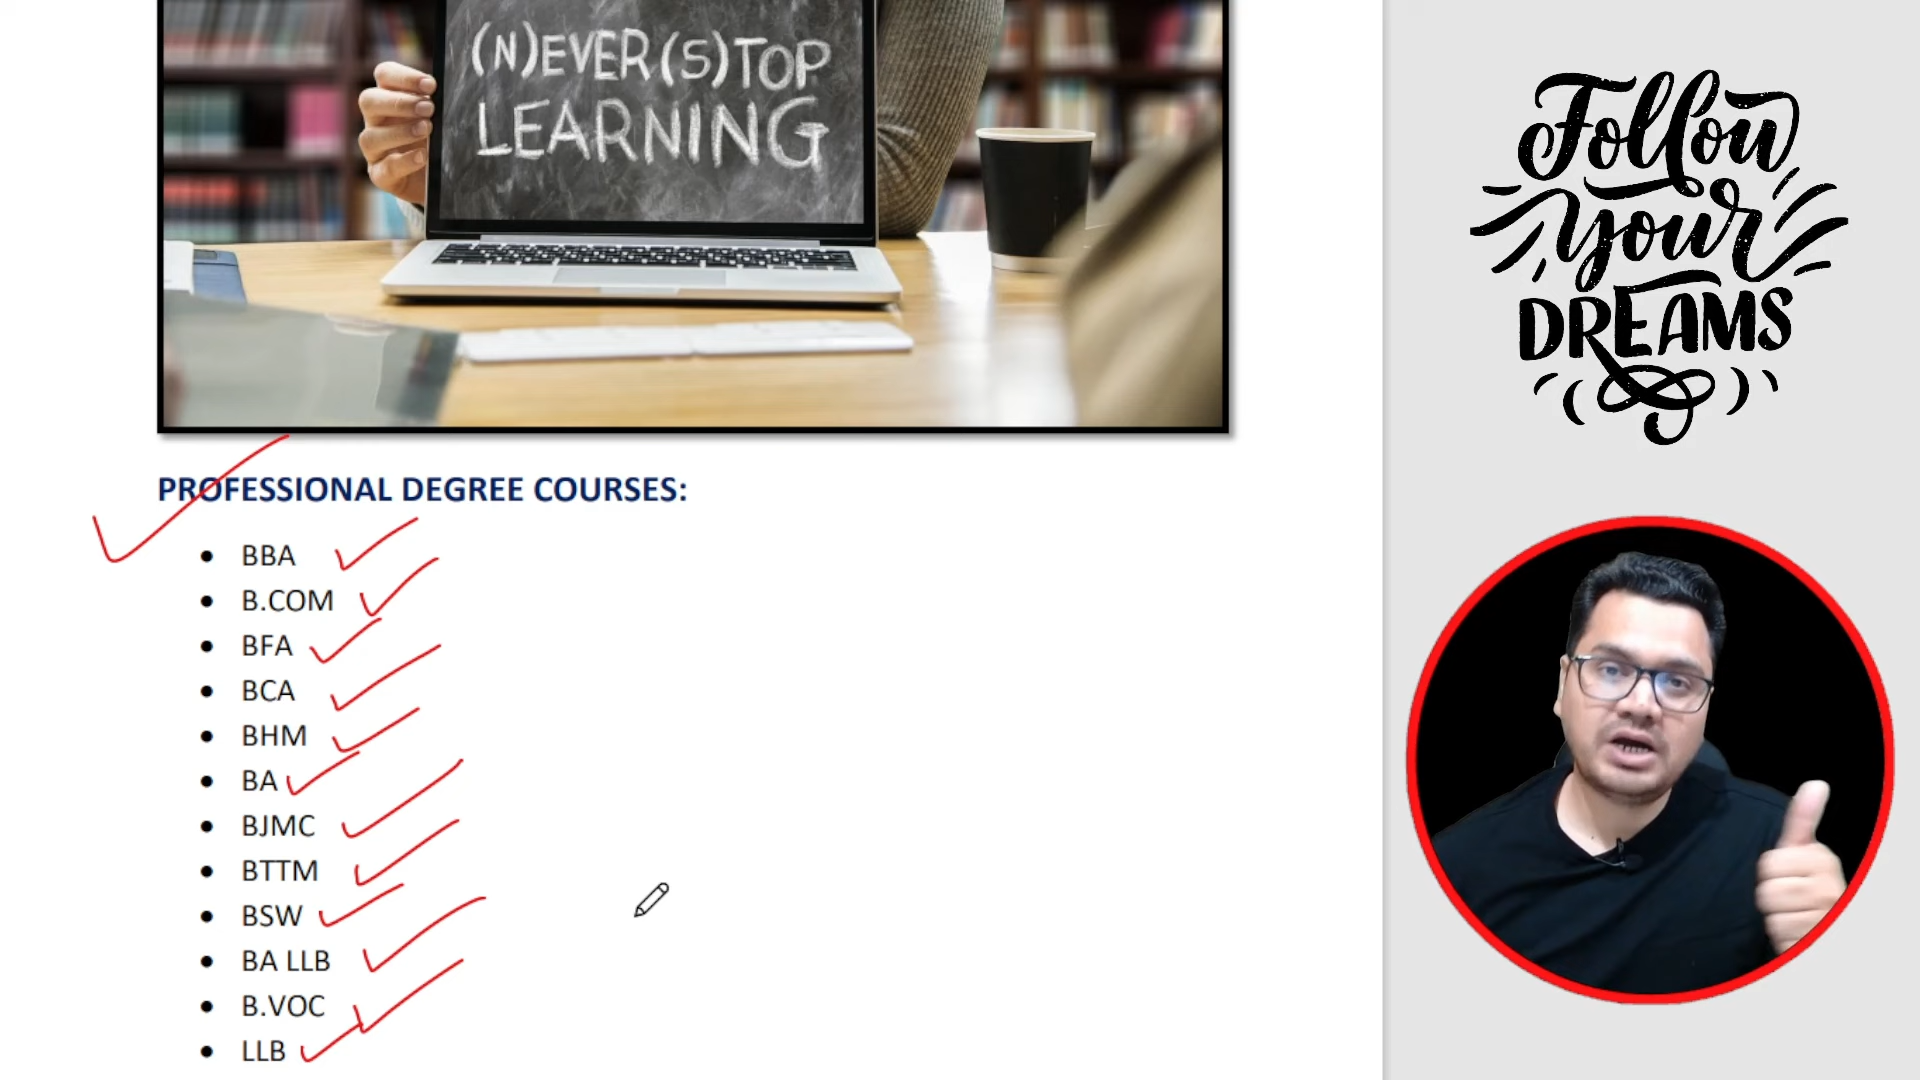 (N)EVER (S)TOP
LEARNING
PROFESSIONAL DEGREE COURSES:
• BBA
• B.COM
• BFA
• BCA
• BHM
• BA
• BJMC
• BTTM
• BSW
• BA LLB
• B.VOC
• LLB
Follow
Your
DREAMS